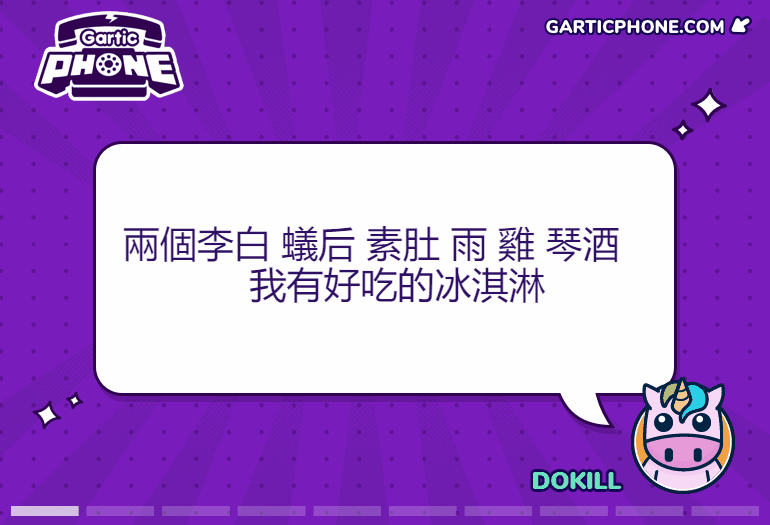 Gartic
PHONE
GARTICPHONE.COM
兩個李白 蟻后 素肚 雨 雞 琴酒
我有好吃的冰淇淋
DOKILL